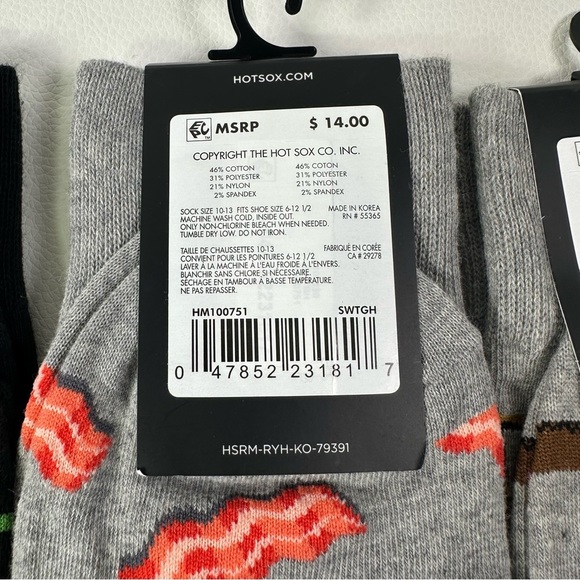 HOTSOX.COM
MSRP $ 14.00
COPYRIGHT THE HOT SOX CO. INC.
46% COTTON 46% COTON
31% POLYESTER 31% POLYESTER
21% NYLON 21% NYLON
2% SPANDEX 2% SPANDEX
SOCK SIZE 10-13 FITS SHOE SIZE 6-12 1/2 MADE IN KOREA
MACHINE WASH COLD, INSIDE OUT. RN # 55365
ONLY NON-CHLORINE BLEACH WHEN NEEDED.
TUMBLE DRY LOW. DO NOT IRON.
TAILLE DE CHAUSSETTES 10-13 FABRIQUÉ EN CORÉE
CONVIENT POUR LES POINTURES 6-12 1/2 CA # 29278
LAVER A LA MACHINE À L'EAU FROIDE À L'ENVERS.
BLANCHIR SANS CHLORE,SI NÉCESSAIRE.
SÉCHAGE EN TAMBOUR À BASSE TEMPÉRATURE.
NE PAS REPASSER.
HM100751 SWTGH
0 47852 23181 7
HSRM-RYH-KO-79391